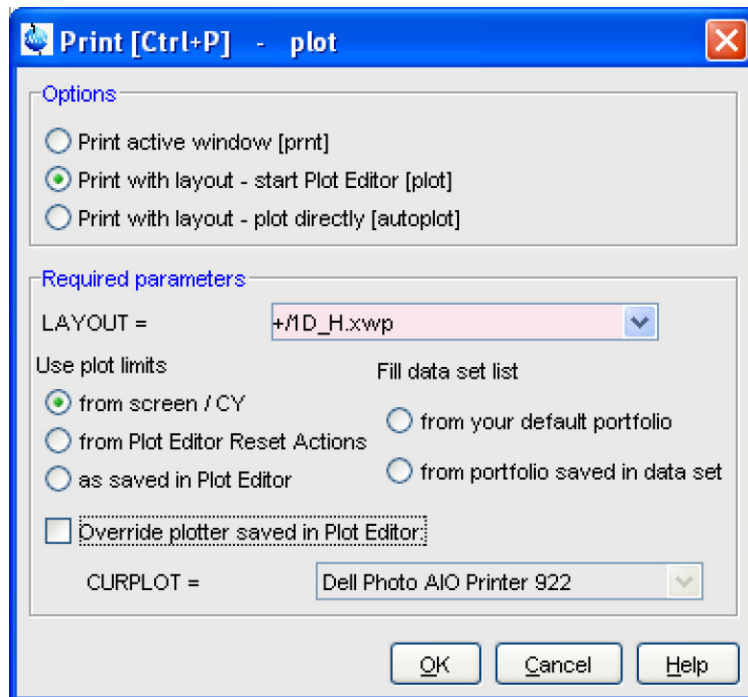 Print [Ctrl+P] - plot
Options
Print active window [prnt]
Print with layout - start Plot Editor [plot]
Print with layout - plot directly [autoplot]
Required parameters
LAYOUT = +/1D_H.xwp
Use plot limits
Fill data set list
from screen / CY
from your default portfolio
from Plot Editor Reset Actions
from portfolio saved in data set
as saved in Plot Editor
Override plotter saved in Plot Editor:
CURPLOT = Dell Photo AIO Printer 922
OK Cancel Help